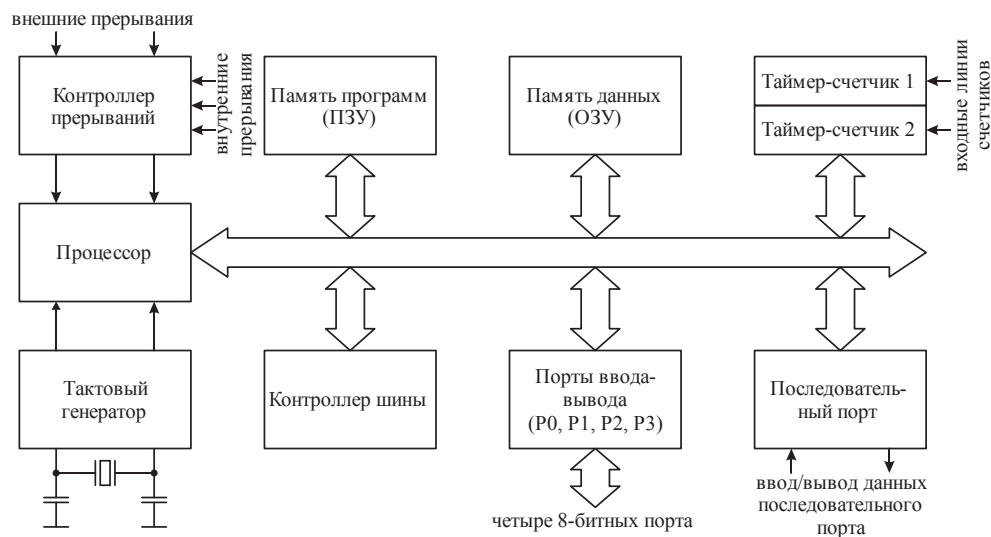 внешние прерывания
Контроллер
прерываний
внутренние
прерывания
Память программ
(ПЗУ)
Память данных
(ОЗУ)
Таймер-счетчик 1
Таймер-счетчик 2
входные линии
счетчиков
Процессор
Тактовый
генератор
Контроллер шины
Порты ввода-
вывода
(P0, P1, P2, P3)
Последователь-
ный порт
четыре 8-битных порта
ввод/вывод данных
последовательного
порта